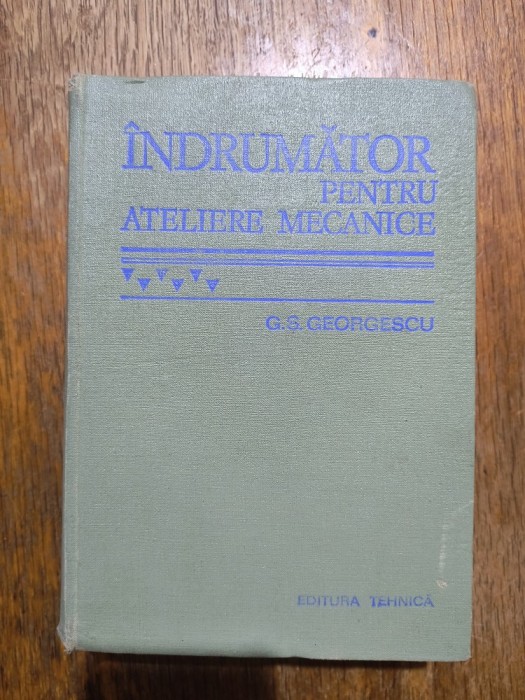 ÎNDRUMĂTOR
PENTRU
ATELIERE MECANICE
G.S. GEORGESCU
EDITURA TEHNICĂ